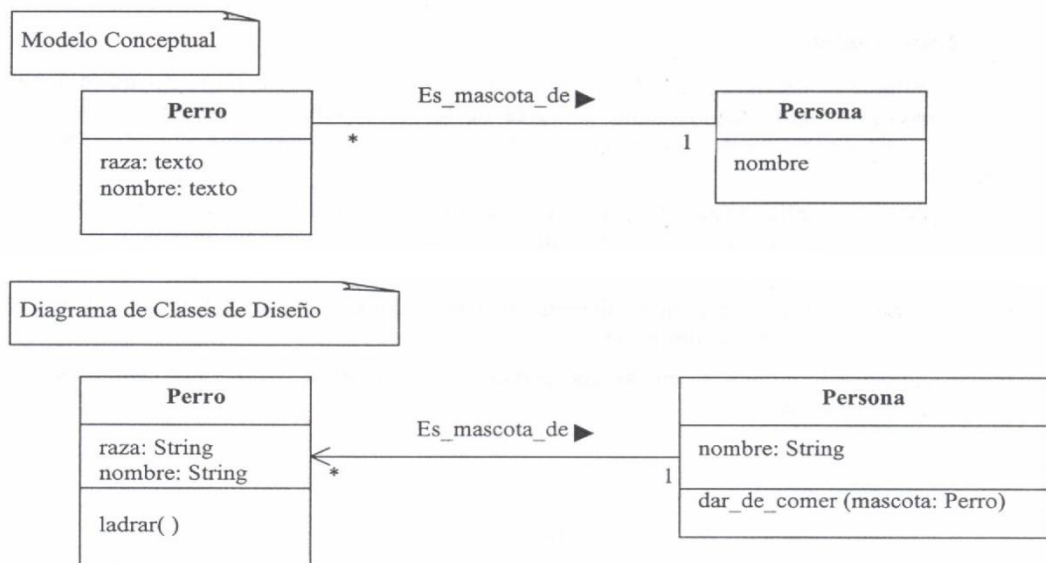 Modelo Conceptual
Perro
Es_mascota_de ▶
Persona
*
1
raza: texto
nombre: texto
nombre
Diagrama de Clases de Diseño
Perro
Es_mascota_de ▶
Persona
raza: String
nombre: String
*
1
nombre: String
ladrar( )
dar_de_comer (mascota: Perro)